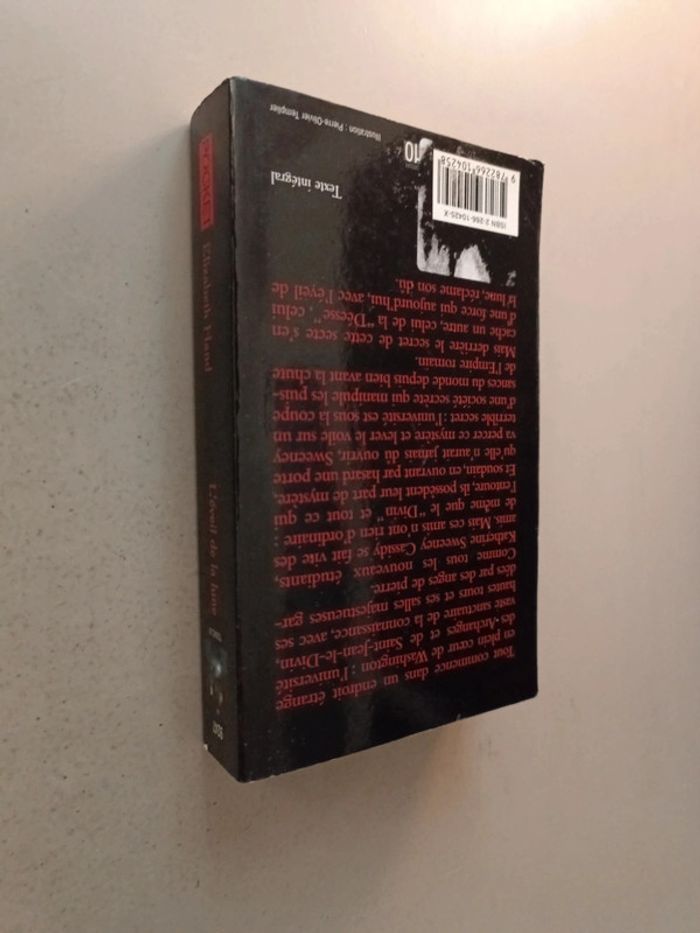 Tout commence dans un endroit étrange
en plein cœur de Washington : l'université
des Archanges et de Saint-Jean-le-Divin,
vaste sanctuaire de la connaissance, avec ses
hautes tours et ses salles majestueuses gar-
dées par des anges de pierre.
Comme tous les nouveaux étudiants,
Katherine Sweeney Cassidy se fait vite des
amis. Mais ces amis n'ont rien d'ordinaire :
de même que le "Divin" et tout ce qui
l'entoure, ils possèdent leur part de mystère.
Et soudain, en ouvrant par hasard une porte
qu'elle n'aurait jamais dû ouvrir, Sweeney
va percer ce mystère et lever le voile sur un
terrible secret : l'université est sous la coupe
d'une société secrète qui manipule les puis-
sances du monde depuis bien avant la chute
de l'Empire romain.
Mais derrière le secret de cette secte s'en
cache un autre, celui de la "Déesse", celui
d'une force qui aujourd'hui, avec l'éveil de
la lune, réclame son dû.
Texte intégral
Illustration : Pierre-Olivier Templier
10
ISBN 2-266-10425-X
9 782266 104258
POCKET
Elizabeth Hand
L'éveil de la lune
TOME
1